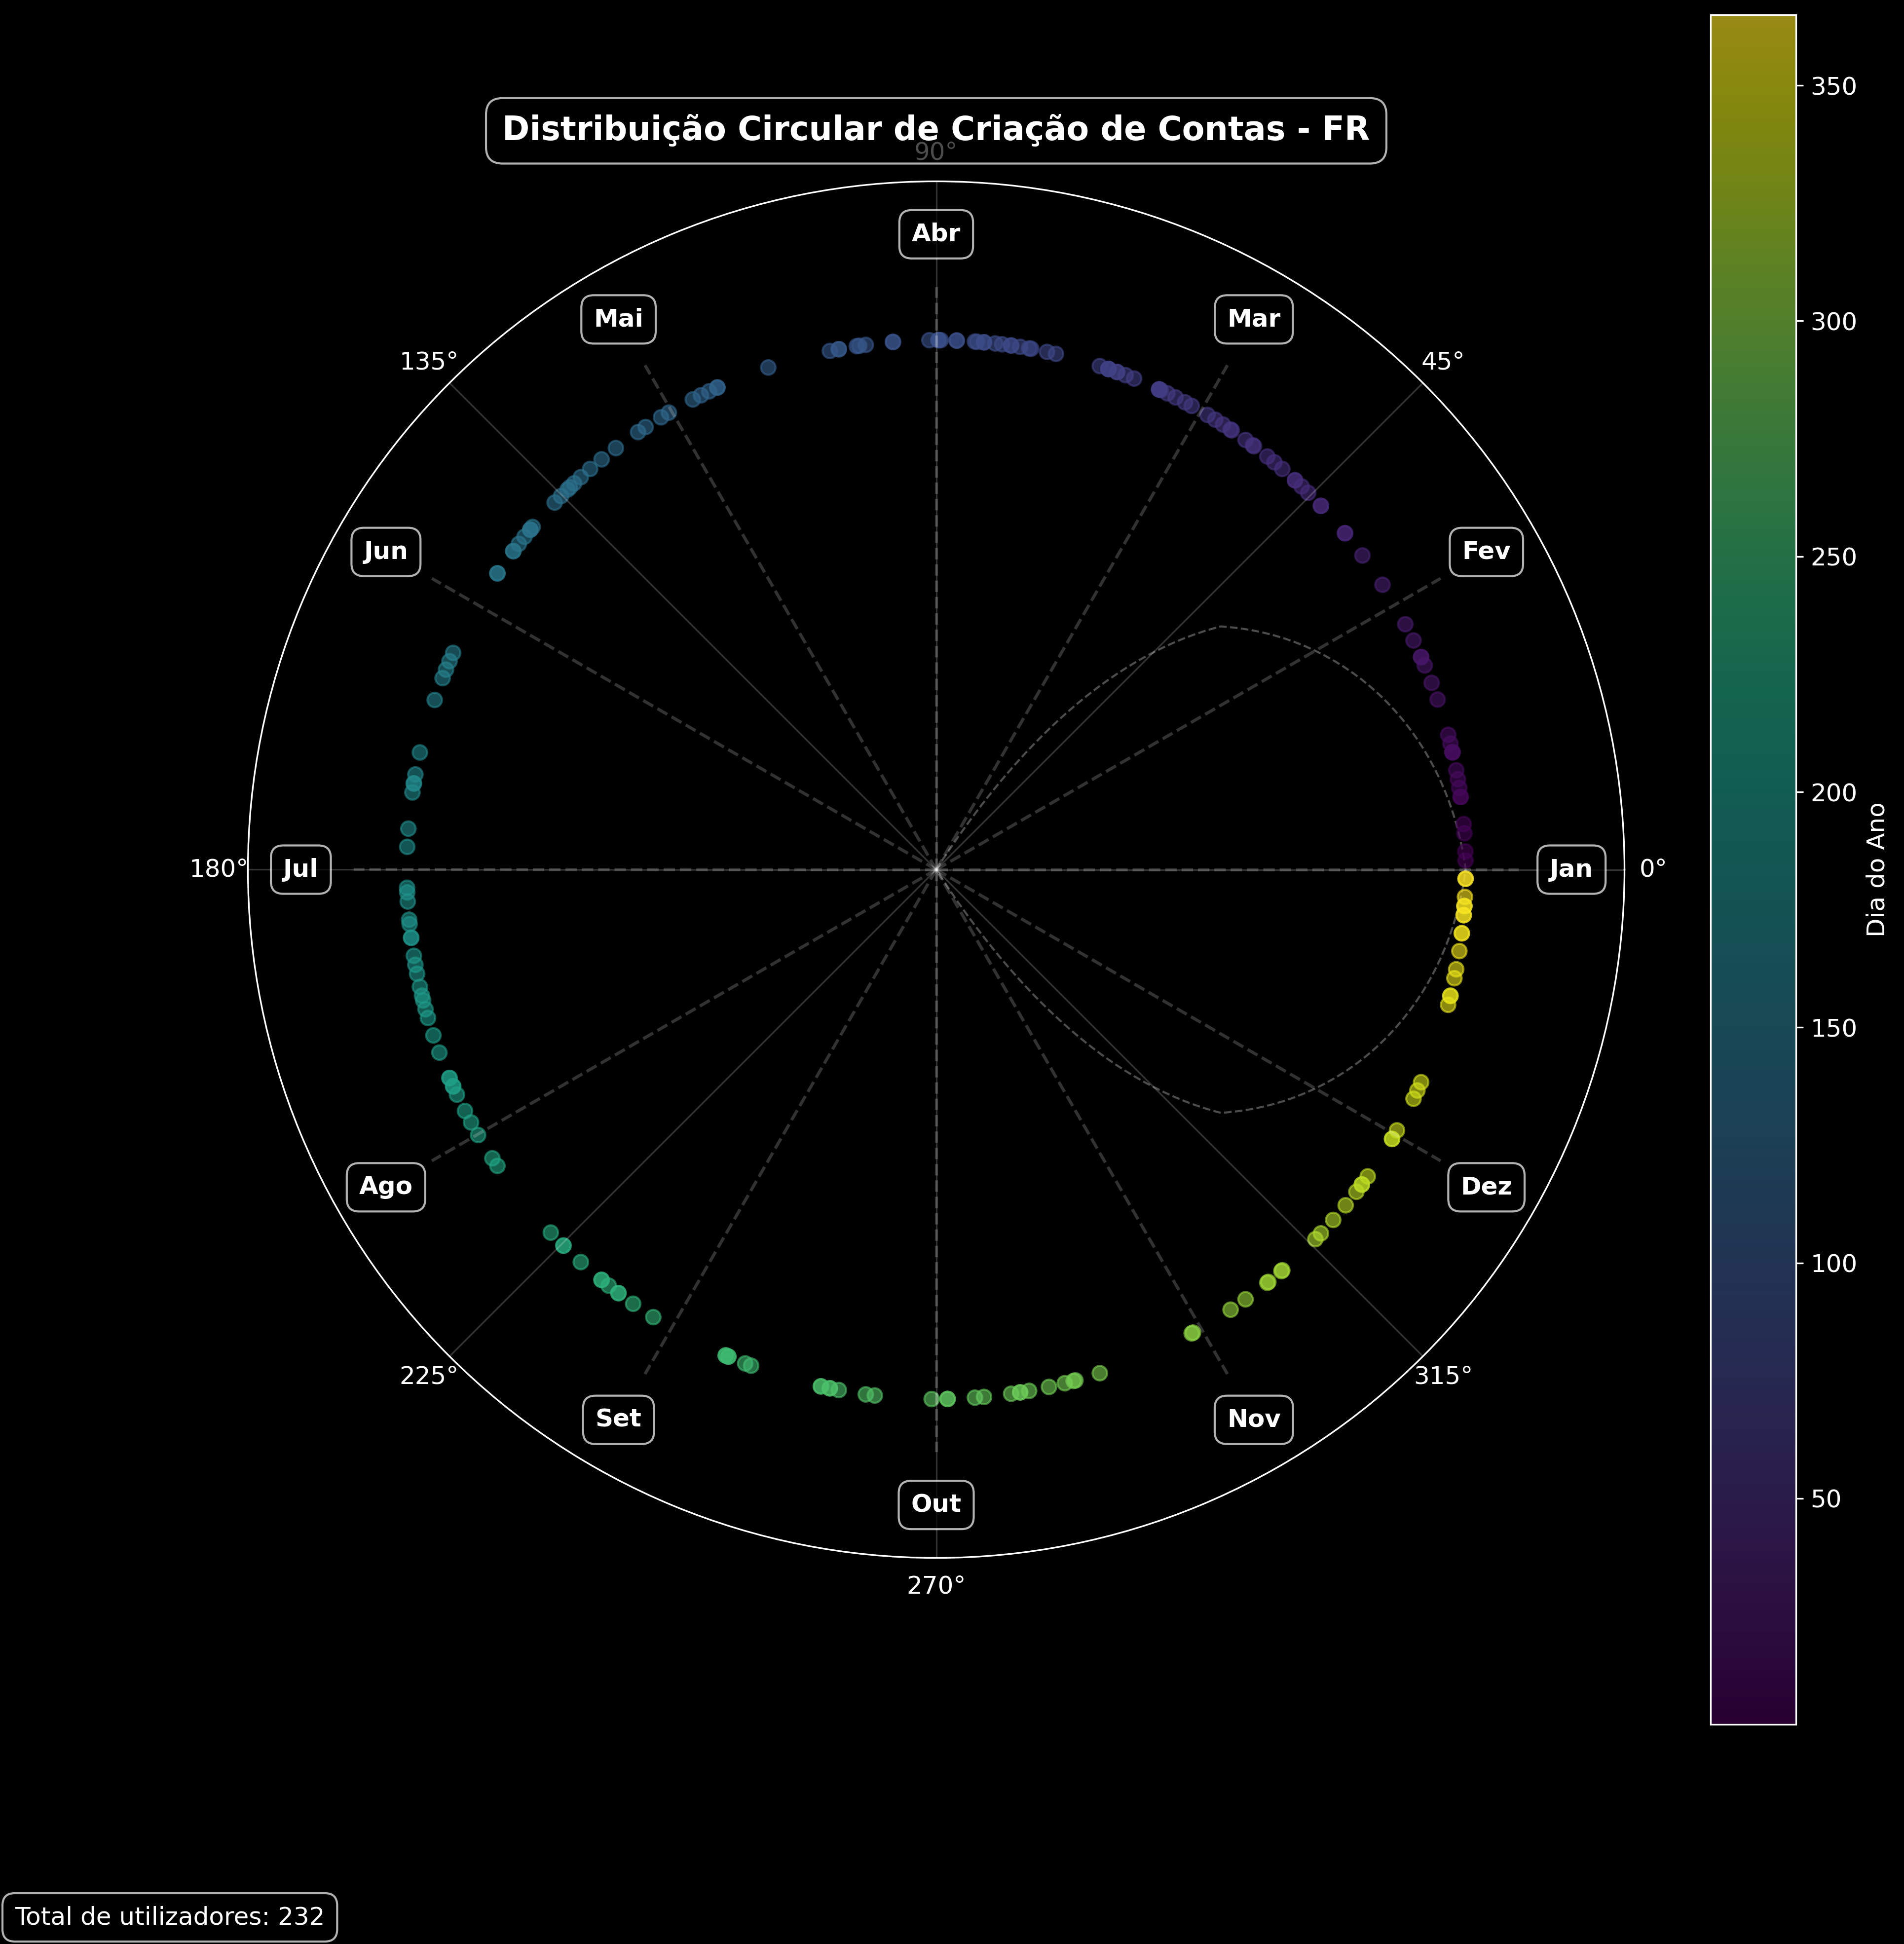 Distribuição Circular de Criação de Contas - FR
90°
Abr
Mai
Mar
135°
45°
Jun
Fev
180°
Jul
Jan
0°
Ago
Dez
225°
315°
Set
Nov
Out
270°
350
300
250
200
150
100
50
Dia do Ano
Total de utilizadores: 232